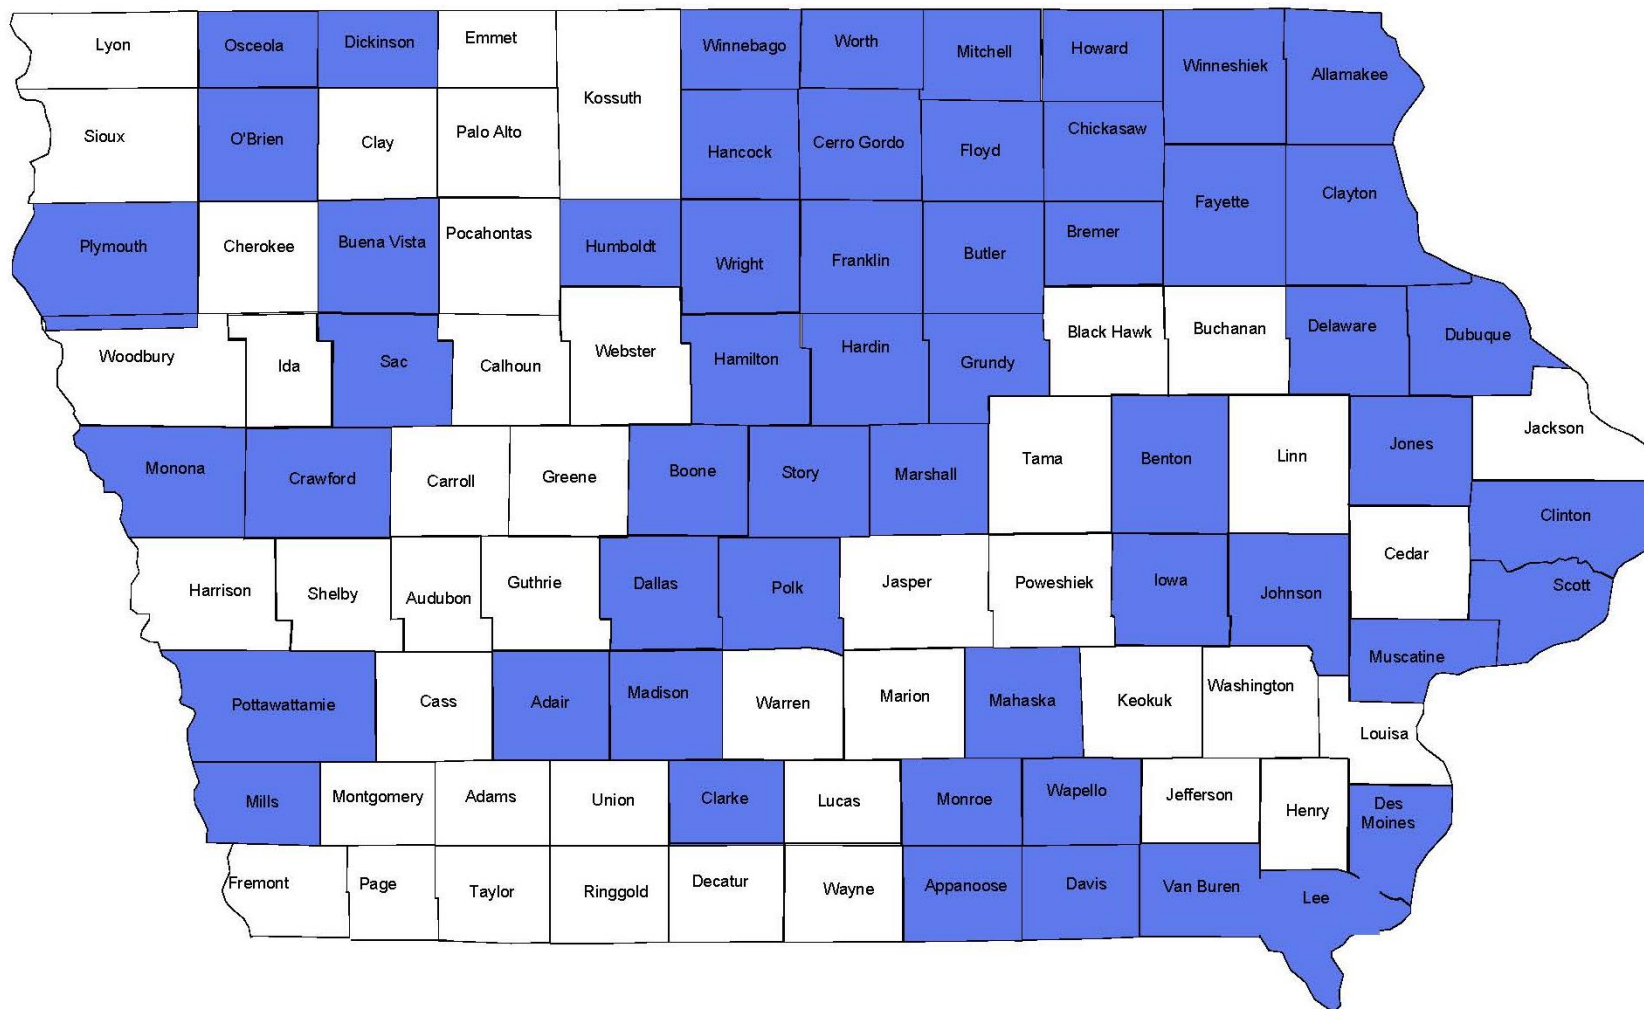 Lyon
Osceola
Dickinson
Emmet
Kossuth
Winnebago
Worth
Mitchell
Howard
Winneshiek
Allamakee
Sioux
O'Brien
Clay
Palo Alto
Hancock
Cerro Gordo
Floyd
Chickasaw
Plymouth
Cherokee
Buena Vista
Pocahontas
Humboldt
Wright
Franklin
Butler
Bremer
Fayette
Clayton
Woodbury
Ida
Sac
Calhoun
Webster
Hamilton
Hardin
Grundy
Black Hawk
Buchanan
Delaware
Dubuque
Monona
Crawford
Carroll
Greene
Boone
Story
Marshall
Tama
Benton
Linn
Jones
Jackson
Clinton
Harrison
Shelby
Audubon
Guthrie
Dallas
Polk
Jasper
Poweshiek
Iowa
Johnson
Cedar
Scott
Muscatine
Pottawattamie
Cass
Adair
Madison
Warren
Marion
Mahaska
Keokuk
Washington
Louisa
Mills
Montgomery
Adams
Union
Clarke
Lucas
Monroe
Wapello
Jefferson
Henry
Des
Moines
Fremont
Page
Taylor
Ringgold
Decatur
Wayne
Appanoose
Davis
Van Buren
Lee